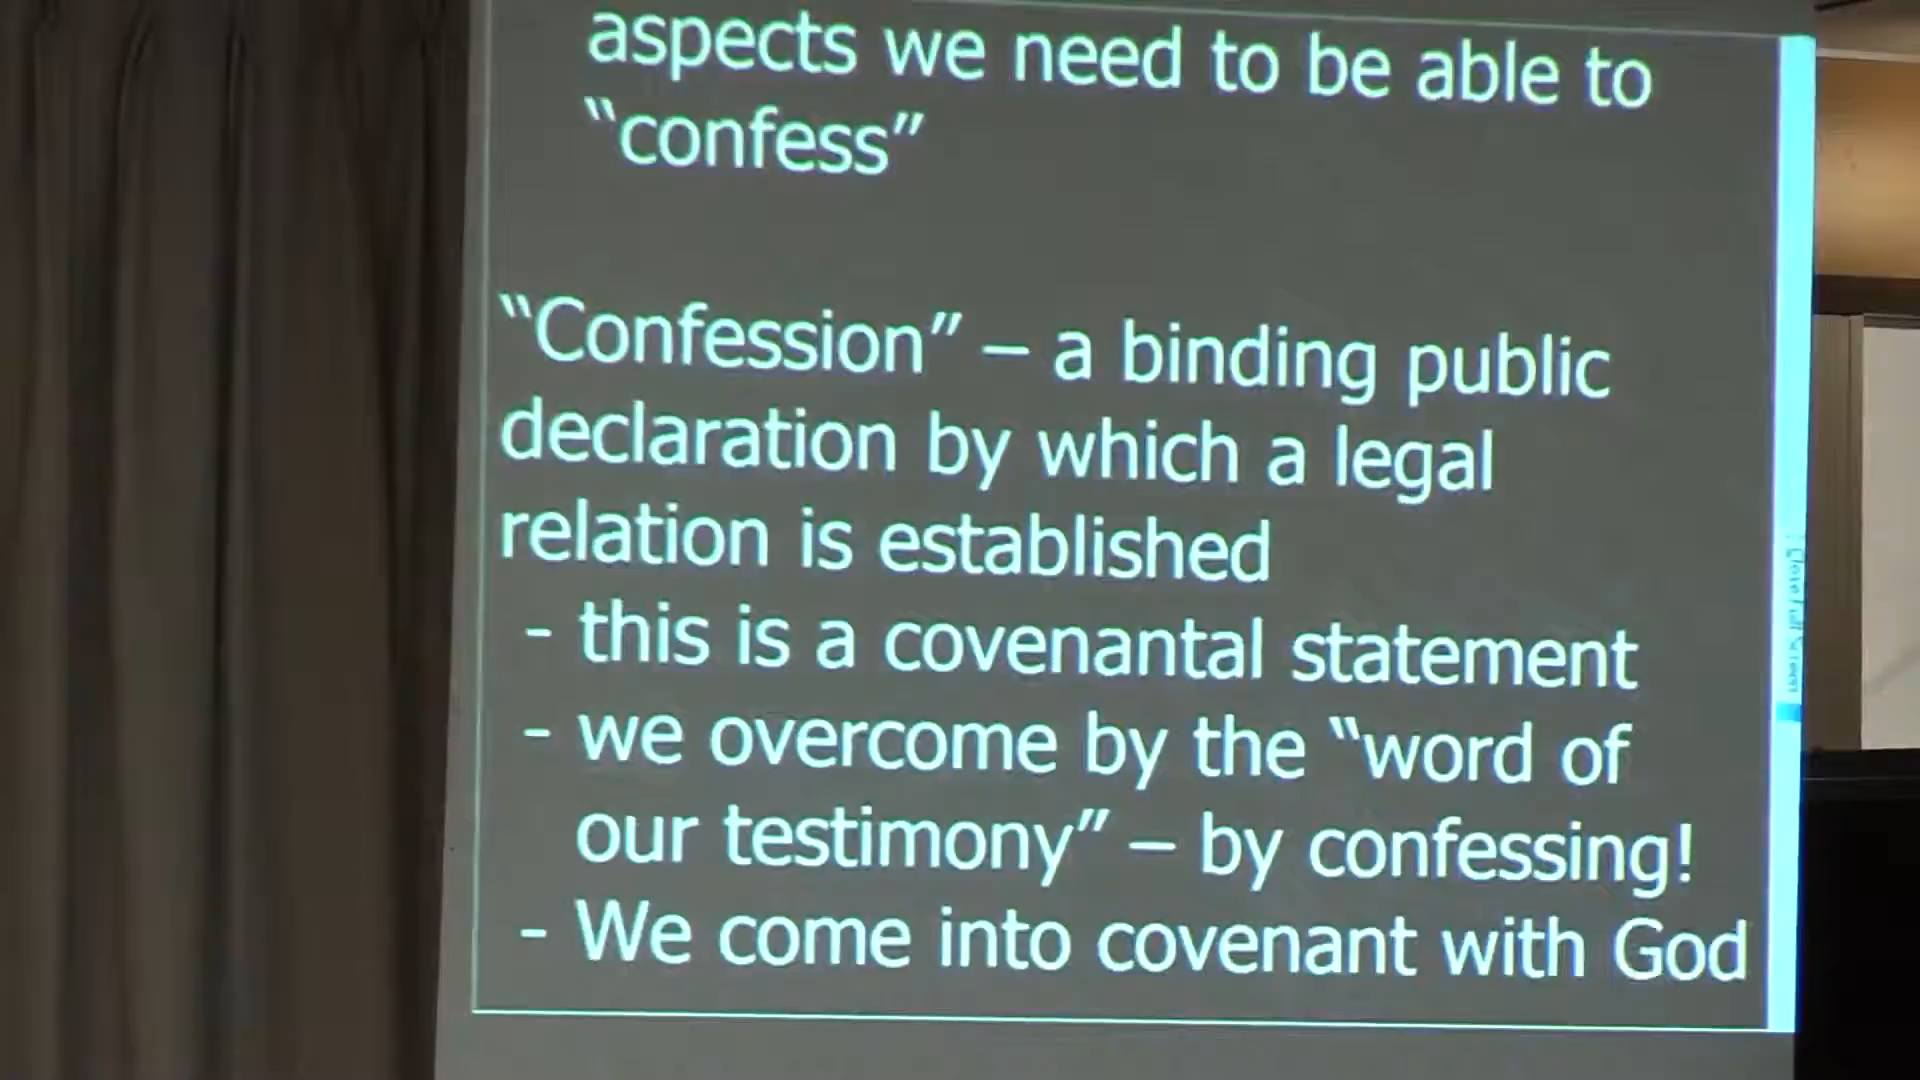 aspects we need to be able to
“confess”
“Confession” – a binding public
declaration by which a legal
relation is established
- this is a covenantal statement
- we overcome by the “word of
our testimony” – by confessing!
- We come into covenant with God